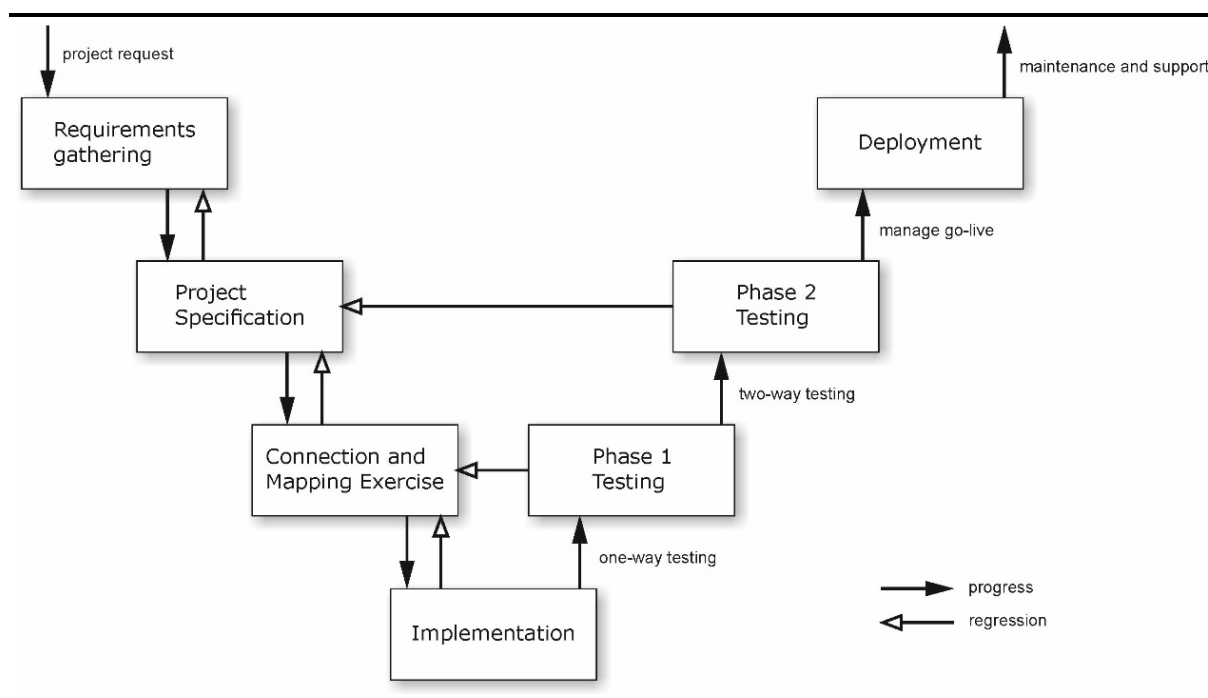 project request
maintenance and support
Requirements
gathering
Deployment
manage go-live
Project
Specification
Phase 2
Testing
two-way testing
Connection and
Mapping Exercise
Phase 1
Testing
one-way testing
progress
regression
Implementation